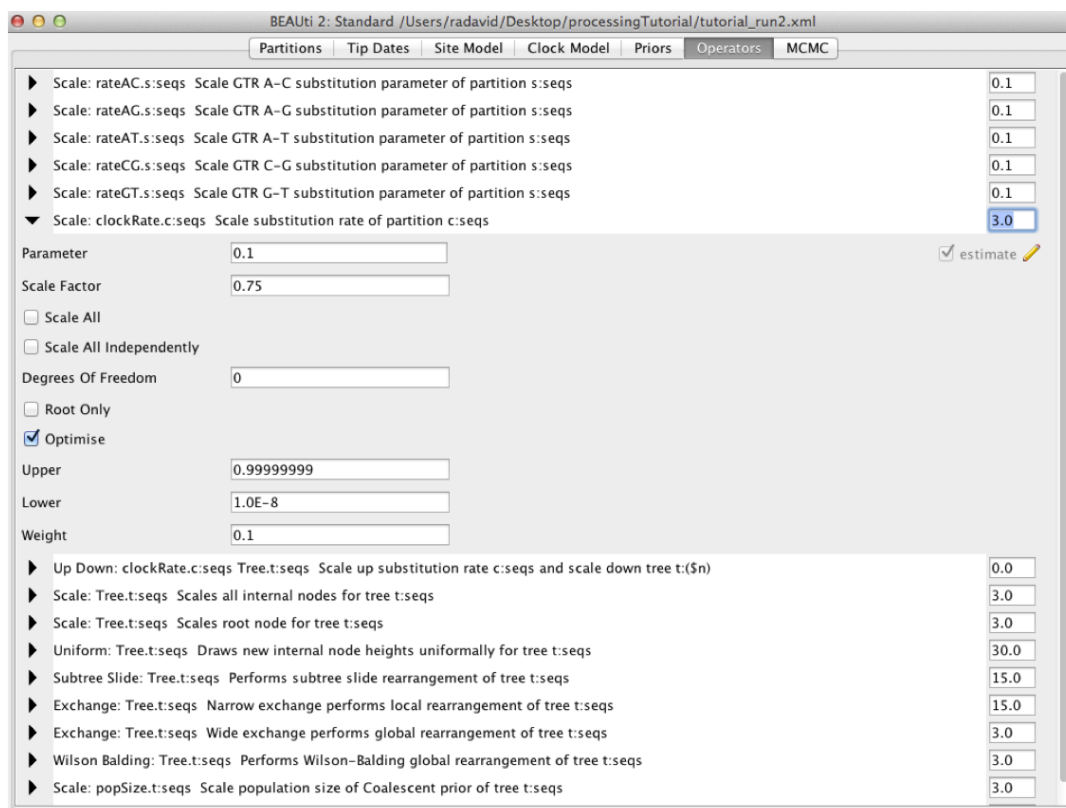 BEAUti 2: Standard /Users/radavid/Desktop/processingTutorial/tutorial_run2.xml
Partitions Tip Dates Site Model Clock Model Priors Operators MCMC
Scale: rateAC.s:seqs Scale GTR A-C substitution parameter of partition s:seqs 0.1
Scale: rateAG.s:seqs Scale GTR A-G substitution parameter of partition s:seqs 0.1
Scale: rateAT.s:seqs Scale GTR A-T substitution parameter of partition s:seqs 0.1
Scale: rateCG.s:seqs Scale GTR C-G substitution parameter of partition s:seqs 0.1
Scale: rateGT.s:seqs Scale GTR G-T substitution parameter of partition s:seqs 0.1
Scale: clockRate.c:seqs Scale substitution rate of partition c:seqs 3.0
Parameter 0.1 estimate
Scale Factor 0.75
Scale All
Scale All Independently
Degrees Of Freedom 0
Root Only
Optimise
Upper 0.99999999
Lower 1.0E-8
Weight 0.1
Up Down: clockRate.c:seqs Tree.t:seqs Scale up substitution rate c:seqs and scale down tree t:($n) 0.0
Scale: Tree.t:seqs Scales all internal nodes for tree t:seqs 3.0
Scale: Tree.t:seqs Scales root node for tree t:seqs 3.0
Uniform: Tree.t:seqs Draws new internal node heights uniformally for tree t:seqs 30.0
Subtree Slide: Tree.t:seqs Performs subtree slide rearrangement of tree t:seqs 15.0
Exchange: Tree.t:seqs Narrow exchange performs local rearrangement of tree t:seqs 15.0
Exchange: Tree.t:seqs Wide exchange performs global rearrangement of tree t:seqs 3.0
Wilson Balding: Tree.t:seqs Performs Wilson-Balding global rearrangement of tree t:seqs 3.0
Scale: popSize.t:seqs Scale population size of Coalescent prior of tree t:seqs 3.0